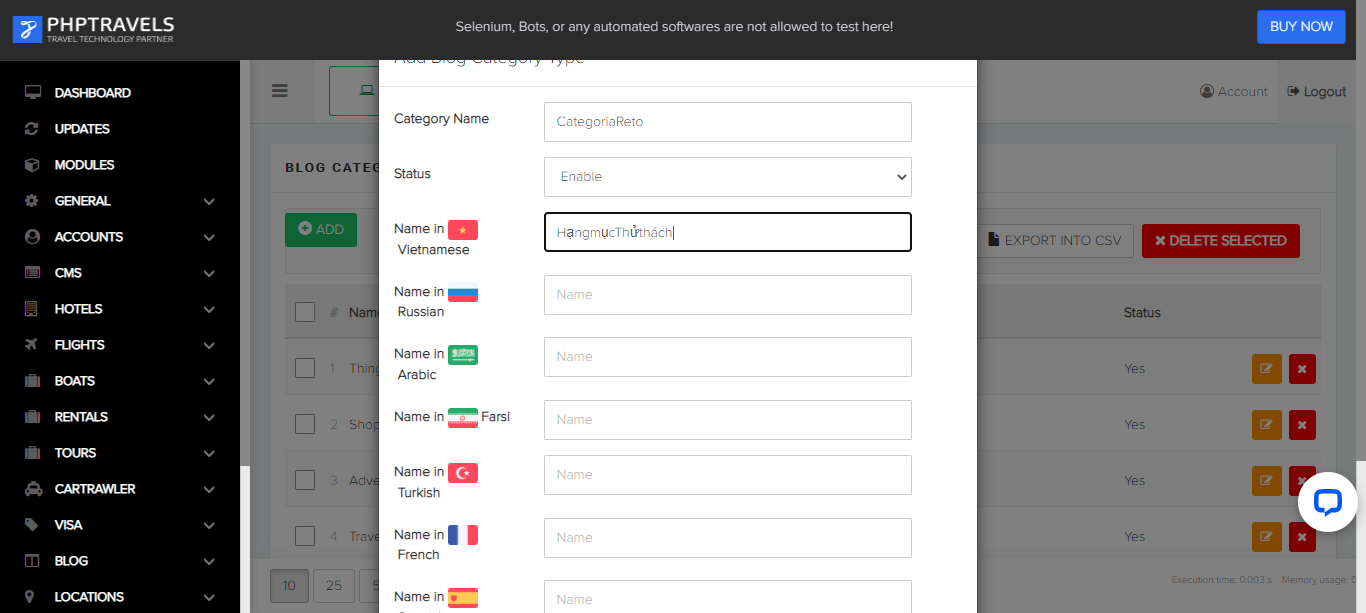 PHPTRAVELS
TRAVEL TECHNOLOGY PARTNER
Selenium, Bots, or any automated softwares are not allowed to test here!
BUY NOW
DASHBOARD
UPDATES
MODULES
GENERAL
ACCOUNTS
CMS
HOTELS
FLIGHTS
BOATS
RENTALS
TOURS
CARTRAWLER
VISA
BLOG
LOCATIONS
Account
Logout
BLOG CATEG
ADD
EXPORT INTO CSV
DELETE SELECTED
# Name
Status
1 Thing
Yes
2 Shop
Yes
3 Adve
Yes
4 Trave
Yes
10 25 5
Execution time: 0.003 s Memory usage: 0
Add Blog Category Type
Category Name
CategoriaReto
Status
Enable
Name in
Vietnamese
HạngmụcThửthách
Name in
Russian
Name
Name in
Arabic
Name
Name in Farsi
Name
Name in
Turkish
Name
Name in
French
Name
Name in
Name